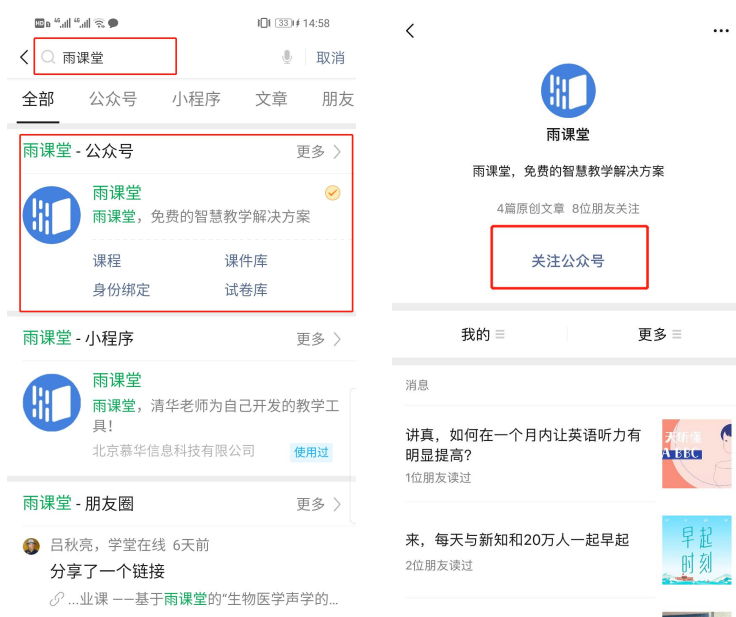 HD 4G 4G 33 14:58
雨课堂 取消
全部 公众号 小程序 文章 朋友
雨课堂 - 公众号 更多
雨课堂
雨课堂，免费的智慧教学解决方案
课程 课件库
身份绑定 试卷库
雨课堂 - 小程序 更多
雨课堂
雨课堂，清华老师为自己开发的教学工
具！
北京慕华信息科技有限公司 使用过
雨课堂 - 朋友圈 更多
吕秋亮，学堂在线 6天前
分享了一个链接
...业课 ——基于雨课堂的“生物医学声学的...
雨课堂
雨课堂，免费的智慧教学解决方案
4篇原创文章 8位朋友关注
关注公众号
我的 更多
消息
讲真，如何在一个月内让英语听力有
明显提高?
1位朋友读过
天听懂
A BBC
来，每天与新知和20万人一起早起
2位朋友读过
早起
时刻